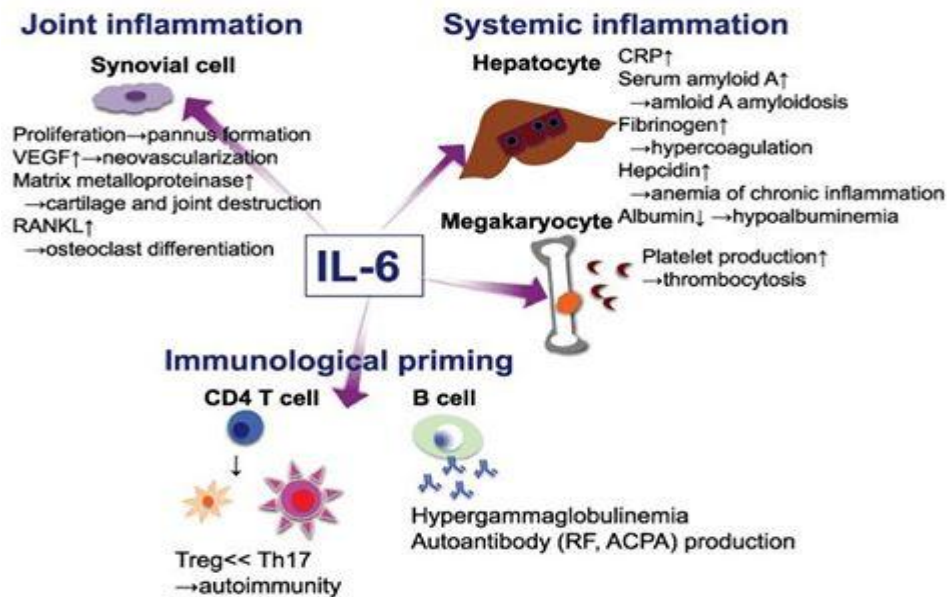 Joint inflammation
Synovial cell
Proliferation→pannus formation
VEGF↑→neovascularization
Matrix metalloproteinase↑
→cartilage and joint destruction
RANKL↑
→osteoclast differentiation
Systemic inflammation
Hepatocyte
CRP↑
Serum amyloid A↑
→amloid A amyloidosis
Fibrinogen↑
→hypercoagulation
Hepcidin↑
→anemia of chronic inflammation
Albumin↓ →hypoalbuminemia
Megakaryocyte
Platelet production↑
→thrombocytosis
IL-6
Immunological priming
CD4 T cell
↓
Treg<< Th17
→autoimmunity
B cell
Hypergammaglobulinemia
Autoantibody (RF, ACPA) production